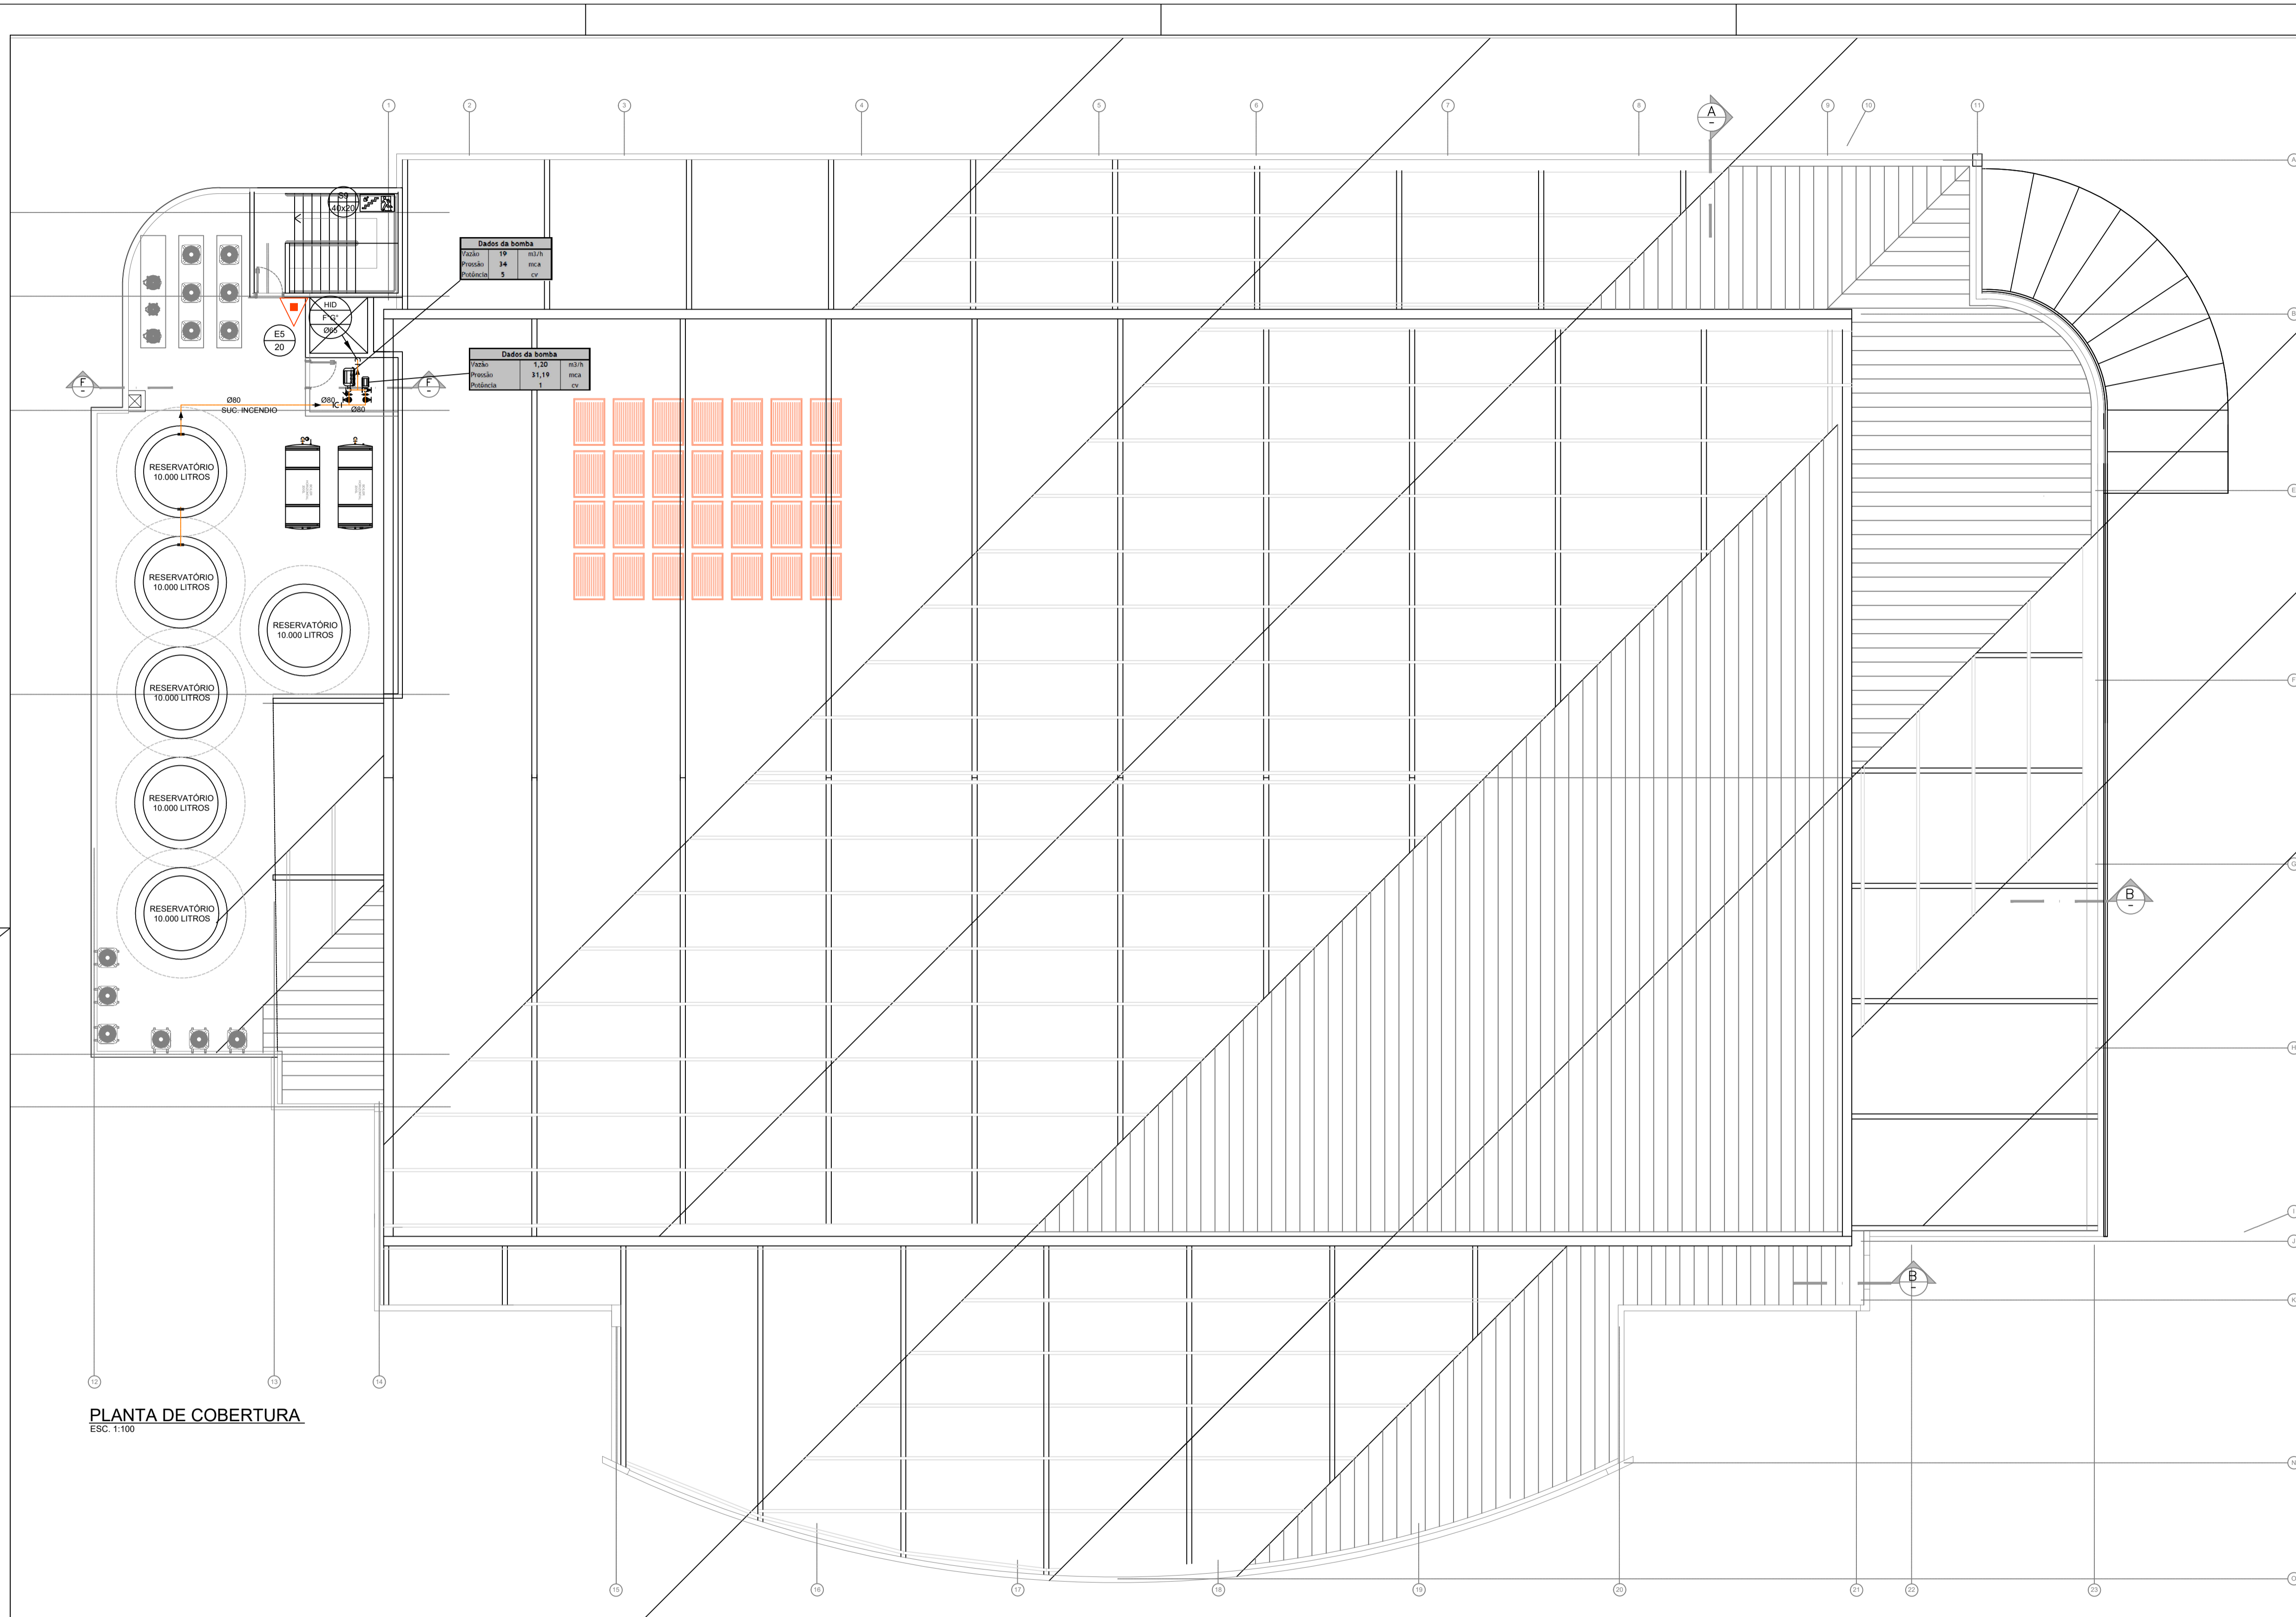 1
2
3
4
5
6
7
8
A
-
9
10
11
A
S9
40x20
Dados da bomba
Vazão 19 m3/h
Pressão 34 mca
Potência 5 cv
HID
FºGº
Ø65
B
E5
20
Dados da bomba
Vazão 1,20 m3/h
Pressão 31,19 mca
Potência 1 cv
F
-
F
-
Ø80
SUC. INCENDIO
Ø80
Ø80
RESERVATÓRIO
10.000 LITROS
E
RESERVATÓRIO
10.000 LITROS
RESERVATÓRIO
10.000 LITROS
F
RESERVATÓRIO
10.000 LITROS
RESERVATÓRIO
10.000 LITROS
G
B
-
RESERVATÓRIO
10.000 LITROS
H
I
J
B
-
K
12
13
14
PLANTA DE COBERTURA
ESC. 1:100
N
15
16
17
18
19
20
21
22
23
O